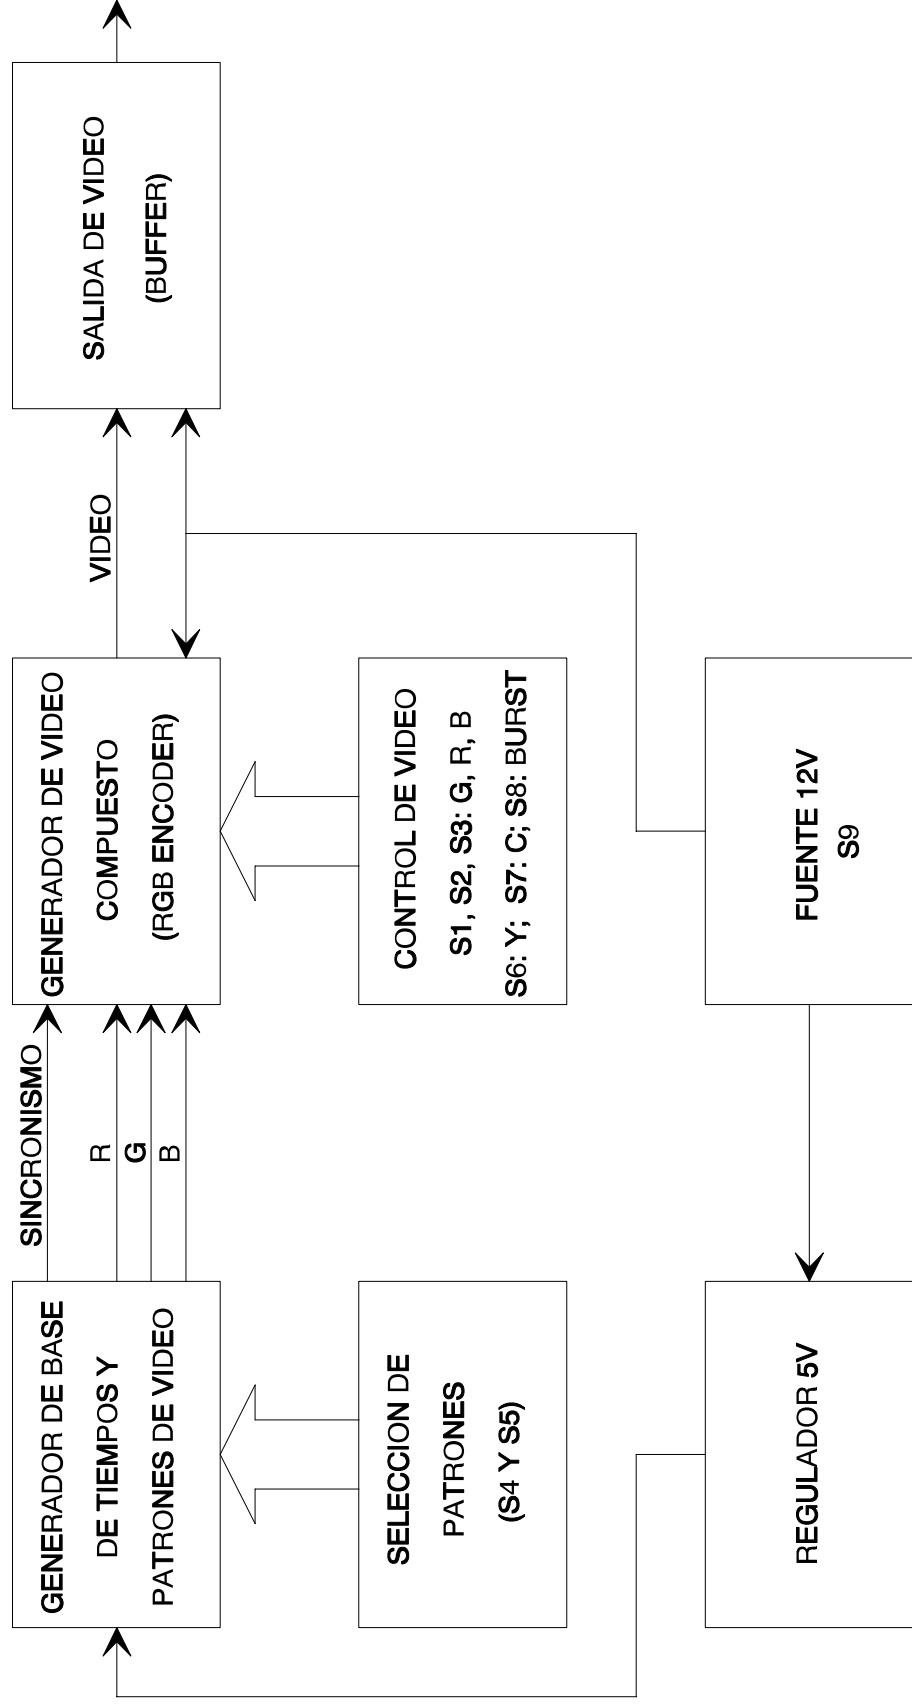 GENERADOR DE BASE
DE TIEMPOS Y
PATRONES DE VIDEO
SINCRONISMO
R
G
B
GENERADOR DE VIDEO
COMPUESTO
(RGB ENCODER)
VIDEO
SALIDA DE VIDEO
(BUFFER)
SELECCION DE
PATRONES
(S4 Y S5)
CONTROL DE VIDEO
S1, S2, S3: G, R, B
S6: Y; S7: C; S8: BURST
REGULADOR 5V
FUENTE 12V
S9